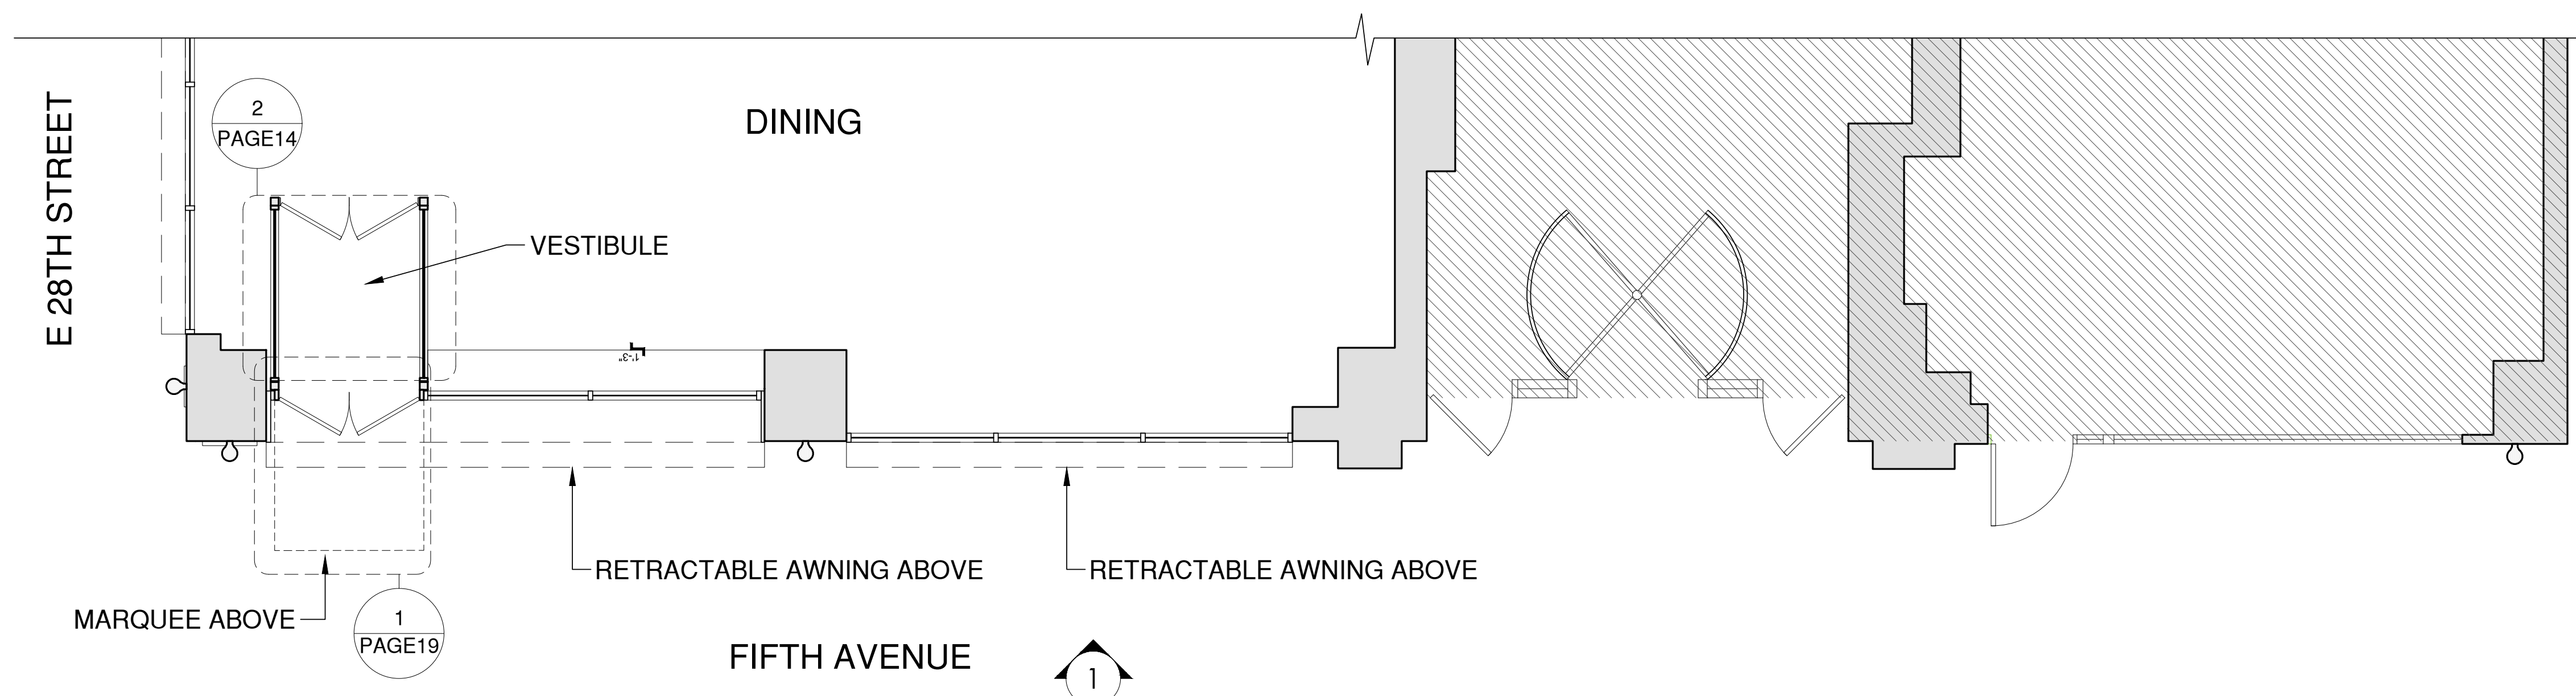 E 28TH STREET
2
PAGE14
DINING
VESTIBULE
1'-3"
RETRACTABLE AWNING ABOVE
RETRACTABLE AWNING ABOVE
MARQUEE ABOVE
1
PAGE19
FIFTH AVENUE
1